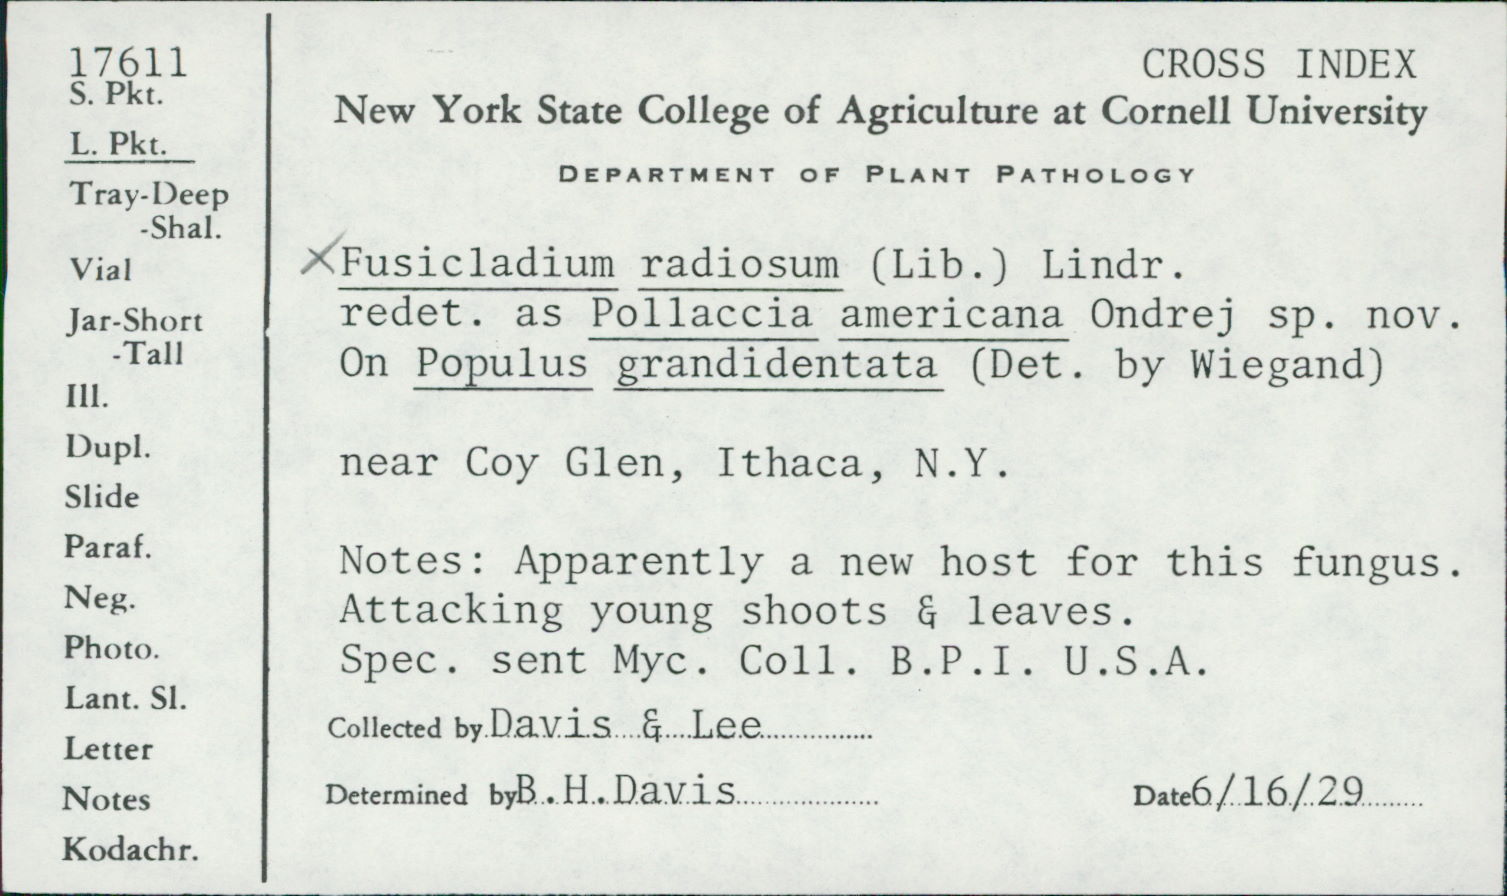 17611
S. Pkt.
L. Pkt.
Tray-Deep
-Shal.
Vial
Jar-Short
-Tall
Ill.
Dupl.
Slide
Paraf.
Neg.
Photo.
Lant. Sl.
Letter
Notes
Kodachr.
CROSS INDEX
New York State College of Agriculture at Cornell University
DEPARTMENT OF PLANT PATHOLOGY
×Fusicladium radiosum (Lib.) Lindr.
redet. as Pollaccia americana Ondrej sp. nov.
On Populus grandidentata (Det. by Wiegand)
near Coy Glen, Ithaca, N.Y.
Notes: Apparently a new host for this fungus.
Attacking young shoots & leaves.
Spec. sent Myc. Coll. B.P.I. U.S.A.
Collected by Davis & Lee
Determined by B.H.Davis
Date 6/16/29